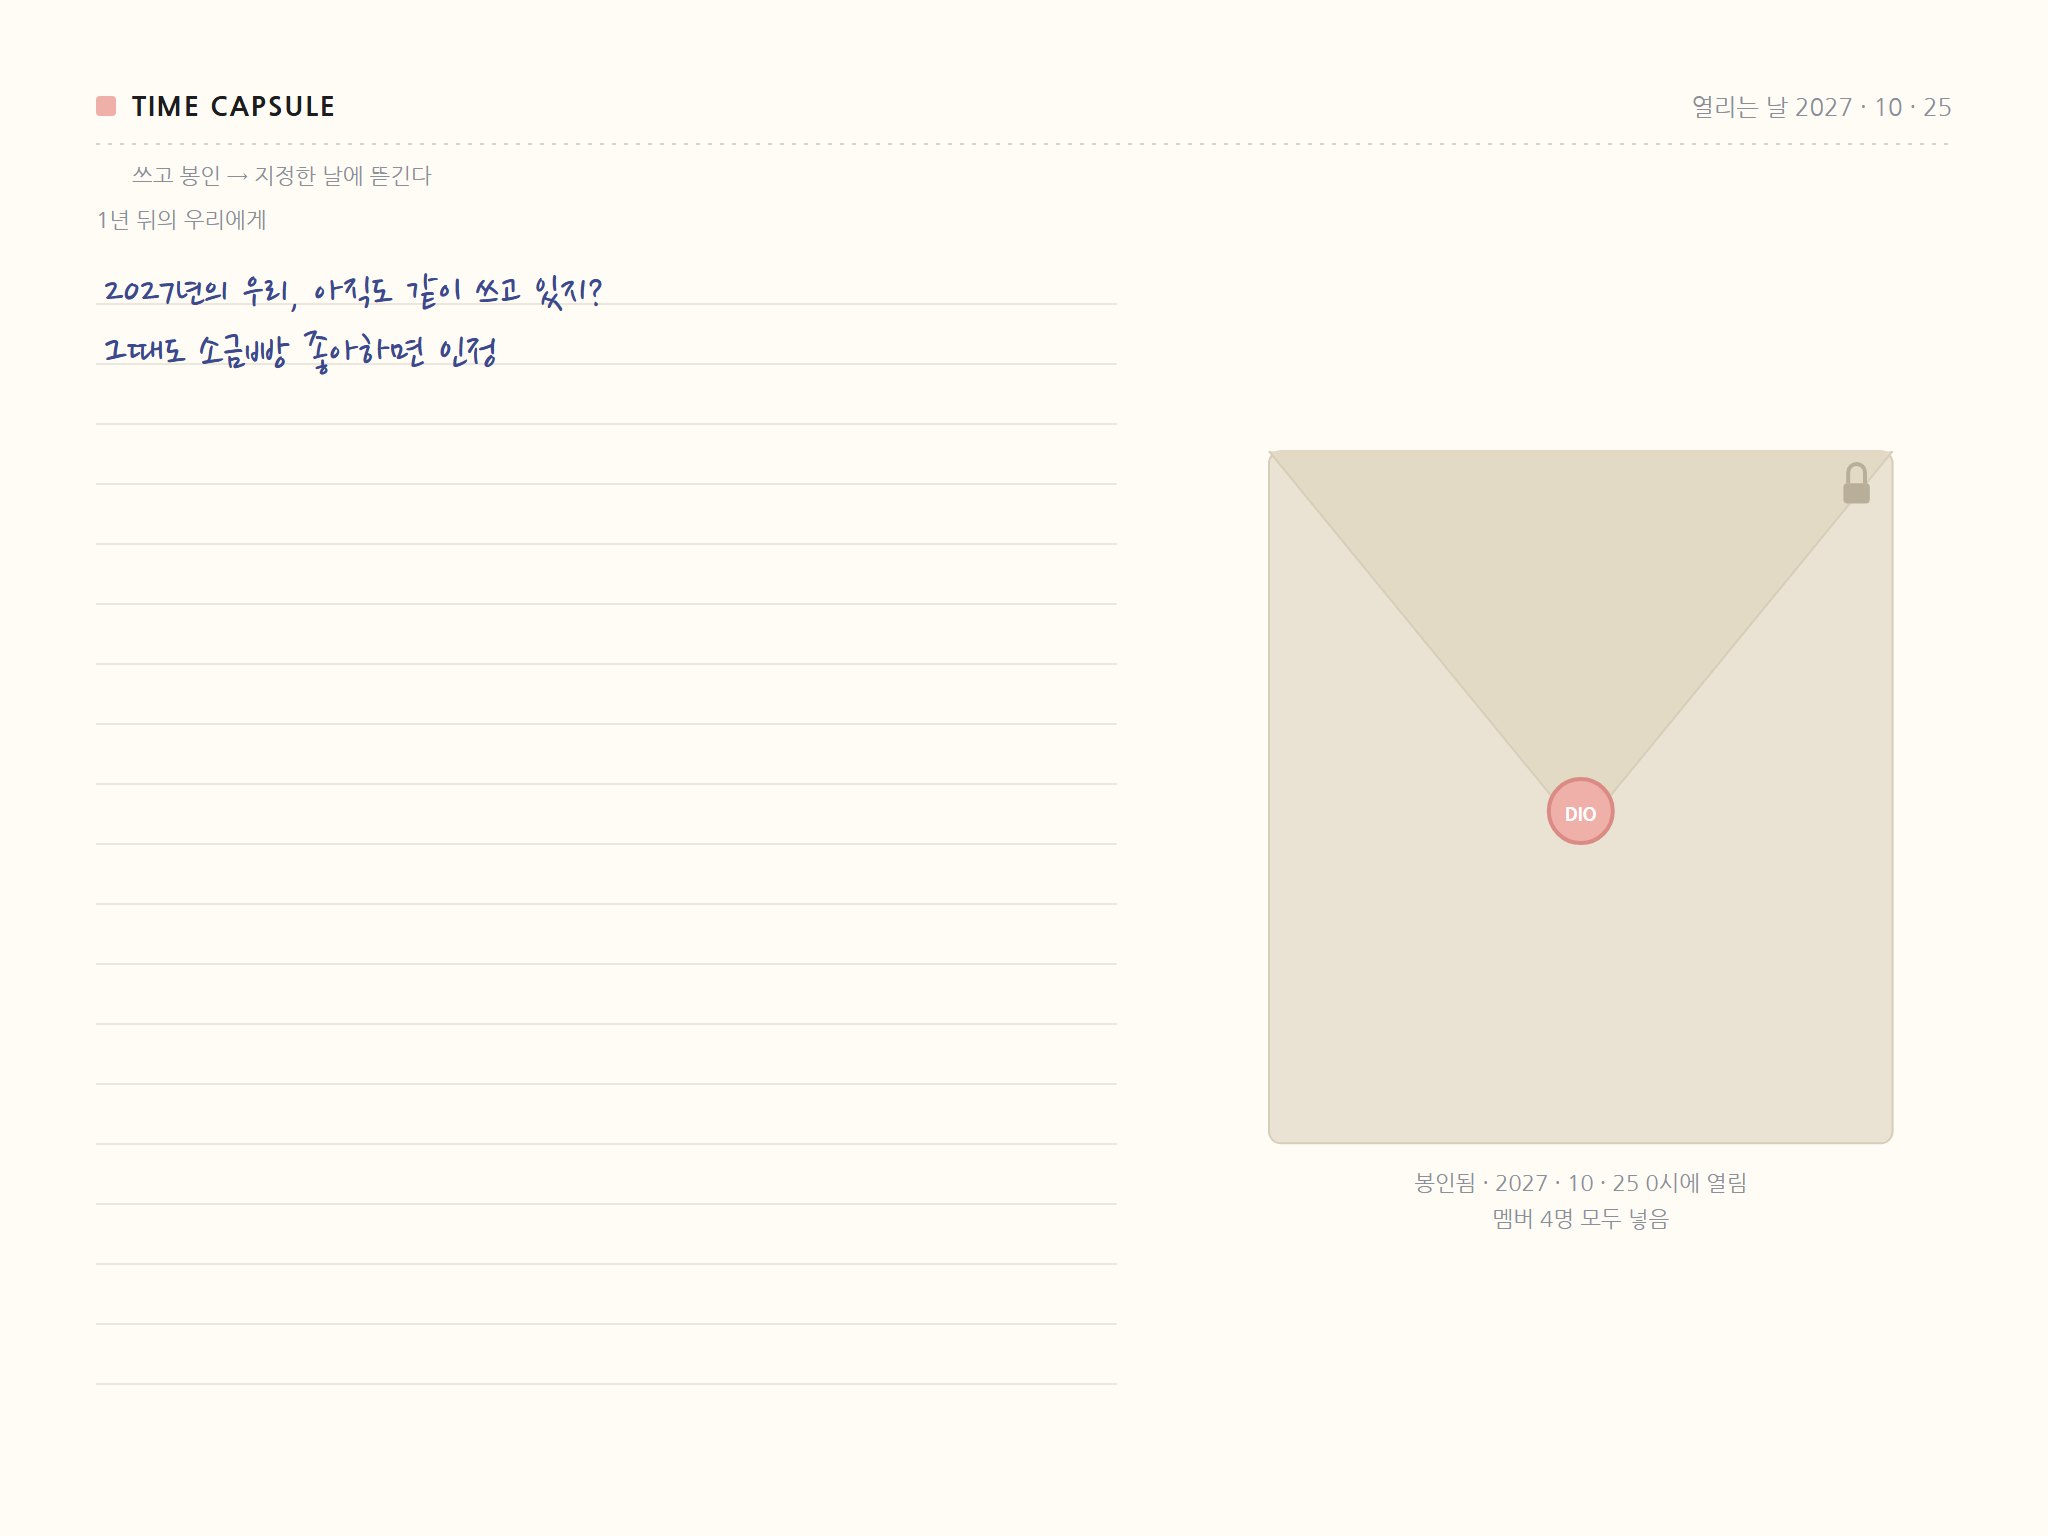 TIME CAPSULE
열리는 날 2027 · 10 · 25
쓰고 봉인 → 지정한 날에 뜯긴다
1년 뒤의 우리에게
2027년의 우리, 아직도 같이 쓰고 있지?
그때도 소금빵 좋아하면 인정
DIO
봉인됨 · 2027 · 10 · 25 0시에 열림
멤버 4명 모두 넣음